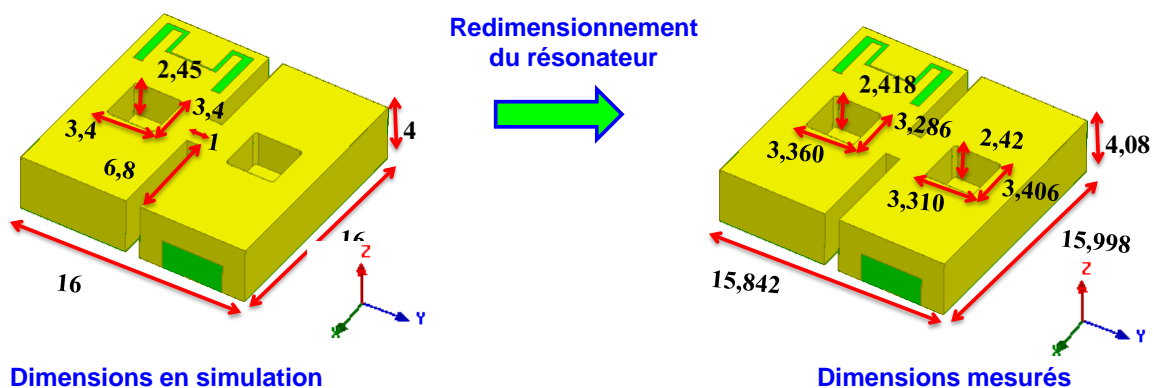 Redimensionnement
du résonateur
2,45
3,4
3,4
1
6,8
4
16
16
Z
Y
X
2,418
3,286
3,360
2,42
3,406
3,310
4,08
15,998
15,842
Z
Y
X
Dimensions en simulation
Dimensions mesurés